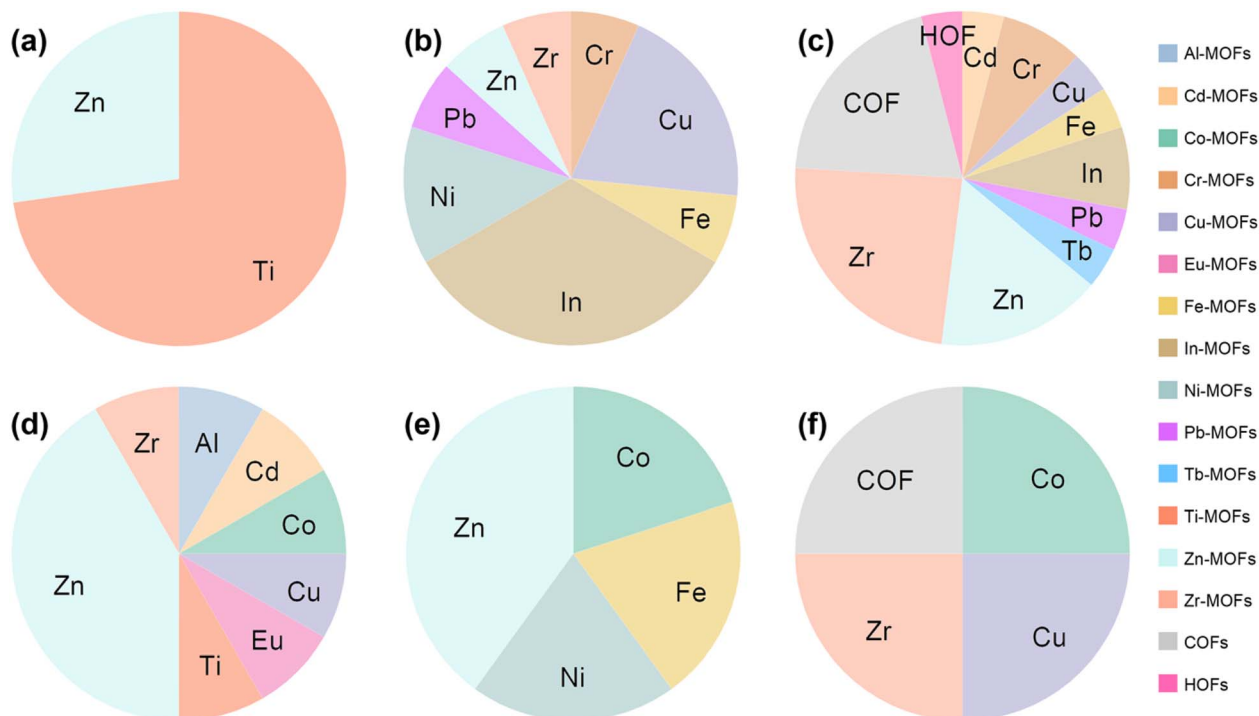 (a)
Zn
Ti
(b)
Cr
Cu
Fe
In
Ni
Pb
Zn
Zr
(c)
HOF
Cd
Cr
Cu
Fe
In
Pb
Tb
Zn
Zr
COF
(d)
Zr
Al
Cd
Co
Cu
Eu
Ti
Zn
(e)
Co
Fe
Ni
Zn
(f)
COF
Co
Cu
Zr
Al-MOFs
Cd-MOFs
Co-MOFs
Cr-MOFs
Cu-MOFs
Eu-MOFs
Fe-MOFs
In-MOFs
Ni-MOFs
Pb-MOFs
Tb-MOFs
Ti-MOFs
Zn-MOFs
Zr-MOFs
COFs
HOFs